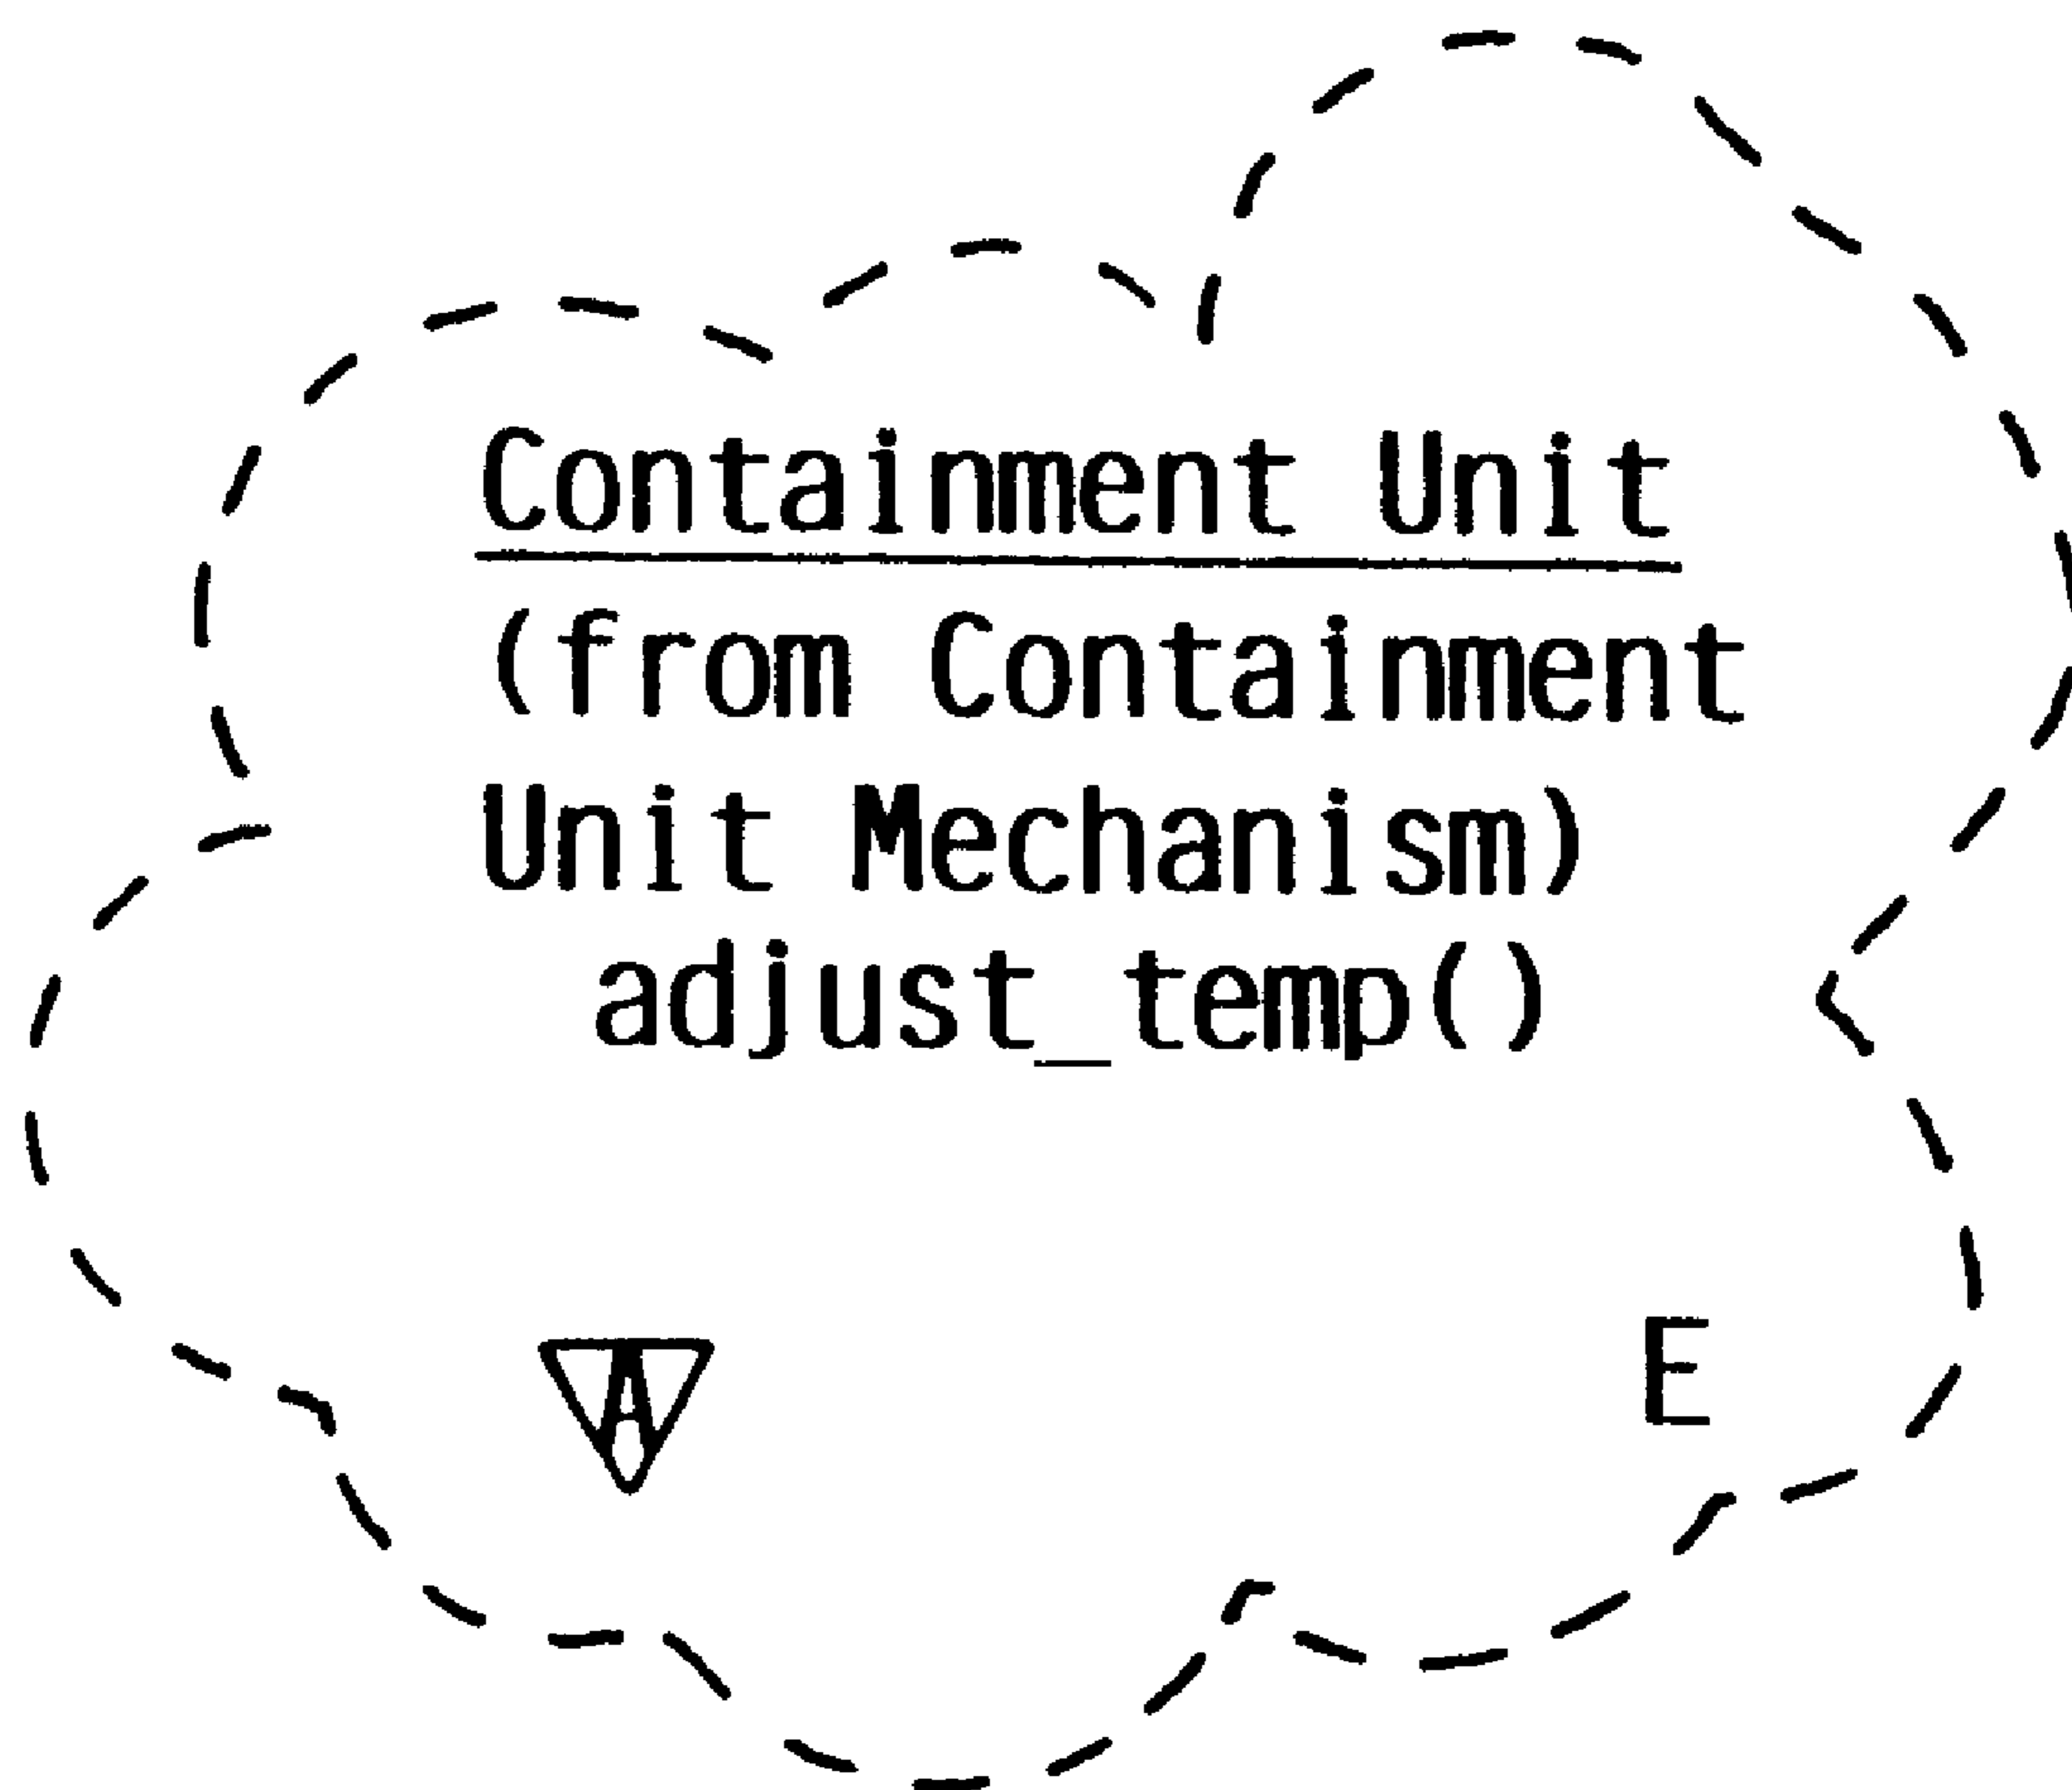 Containment Unit
(from Containment
Unit Mechanism)
adjust_temp()
A
E